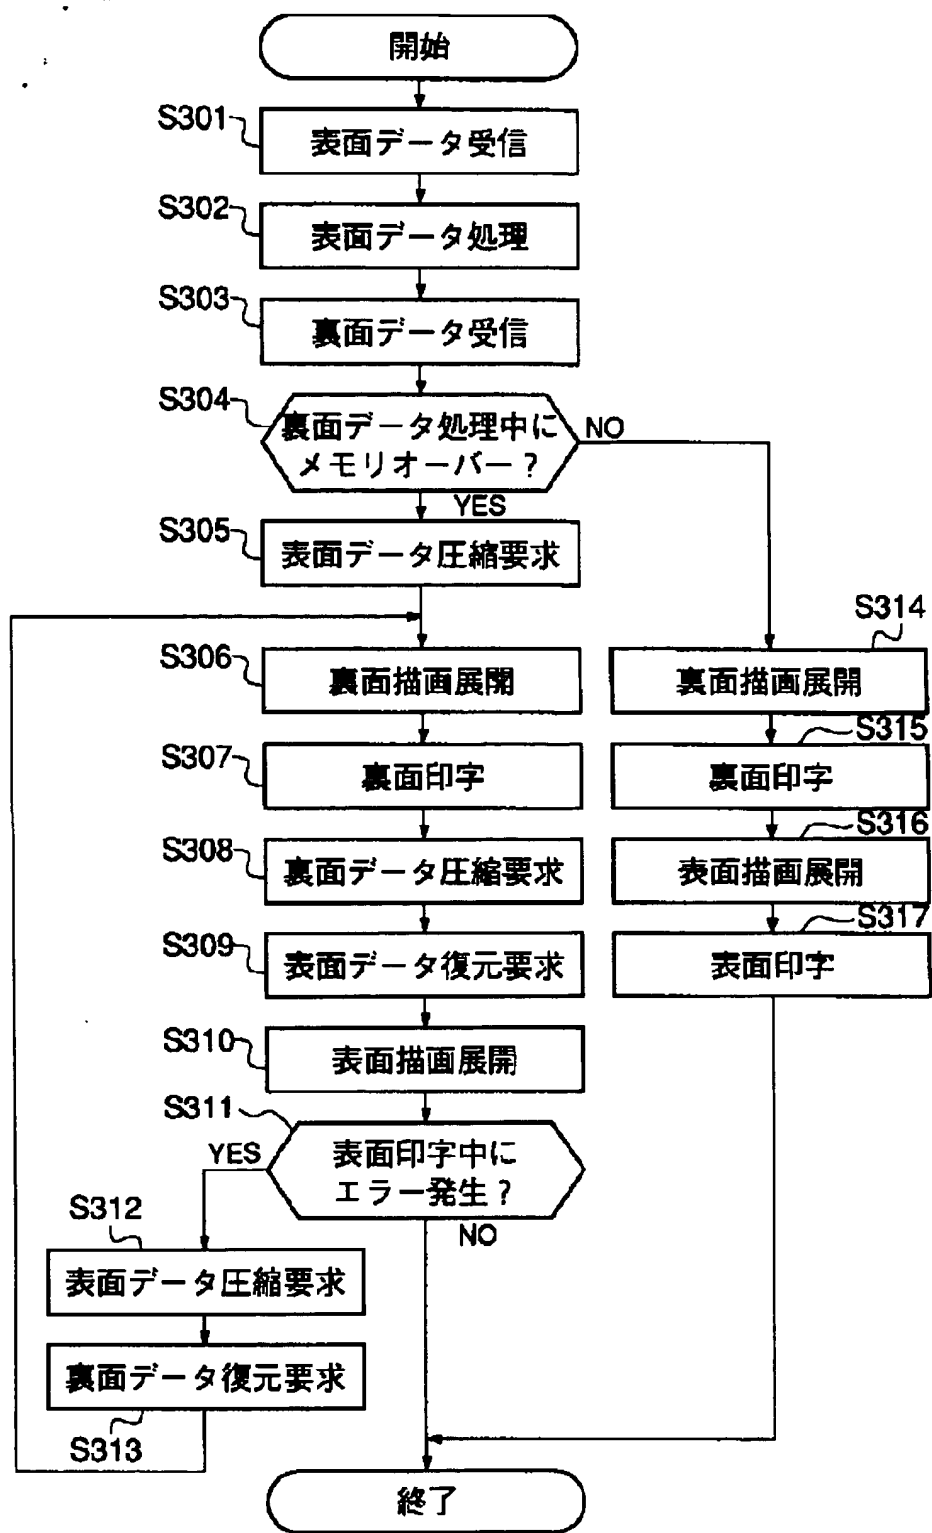 開始
S301
表面データ受信
S302
表面データ処理
S303
裏面データ受信
S304
裏面データ処理中に
メモリオーバー？
NO
YES
S305
表面データ圧縮要求
S306
裏面描画展開
S307
裏面印字
S308
裏面データ圧縮要求
S309
表面データ復元要求
S310
表面描画展開
S311
表面印字中に
エラー発生？
YES
NO
S312
表面データ圧縮要求
裏面データ復元要求
S313
S314
裏面描画展開
S315
裏面印字
S316
表面描画展開
S317
表面印字
終了